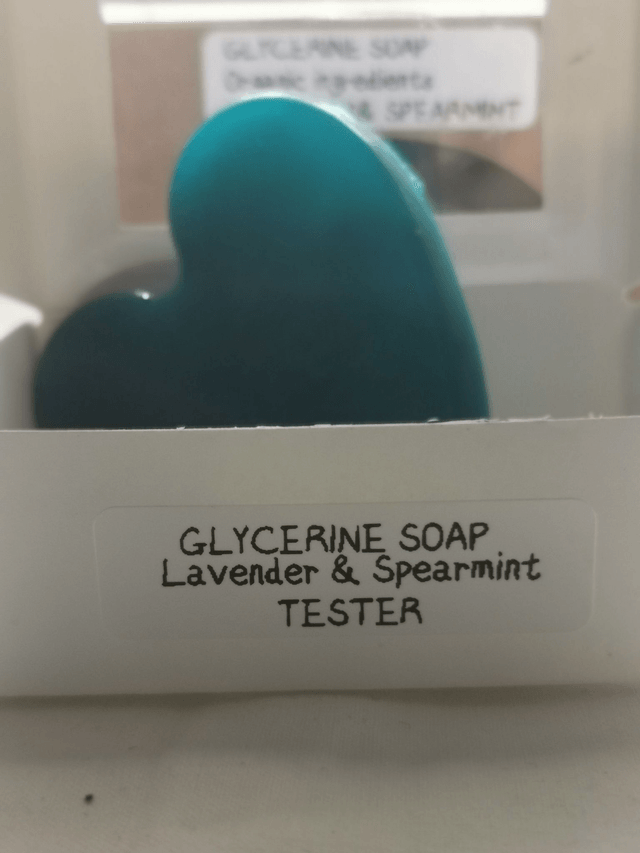 GLYCERINE SOAP
Organic ingredients
& SPEARMINT
GLYCERINE SOAP
Lavender & Spearmint
TESTER